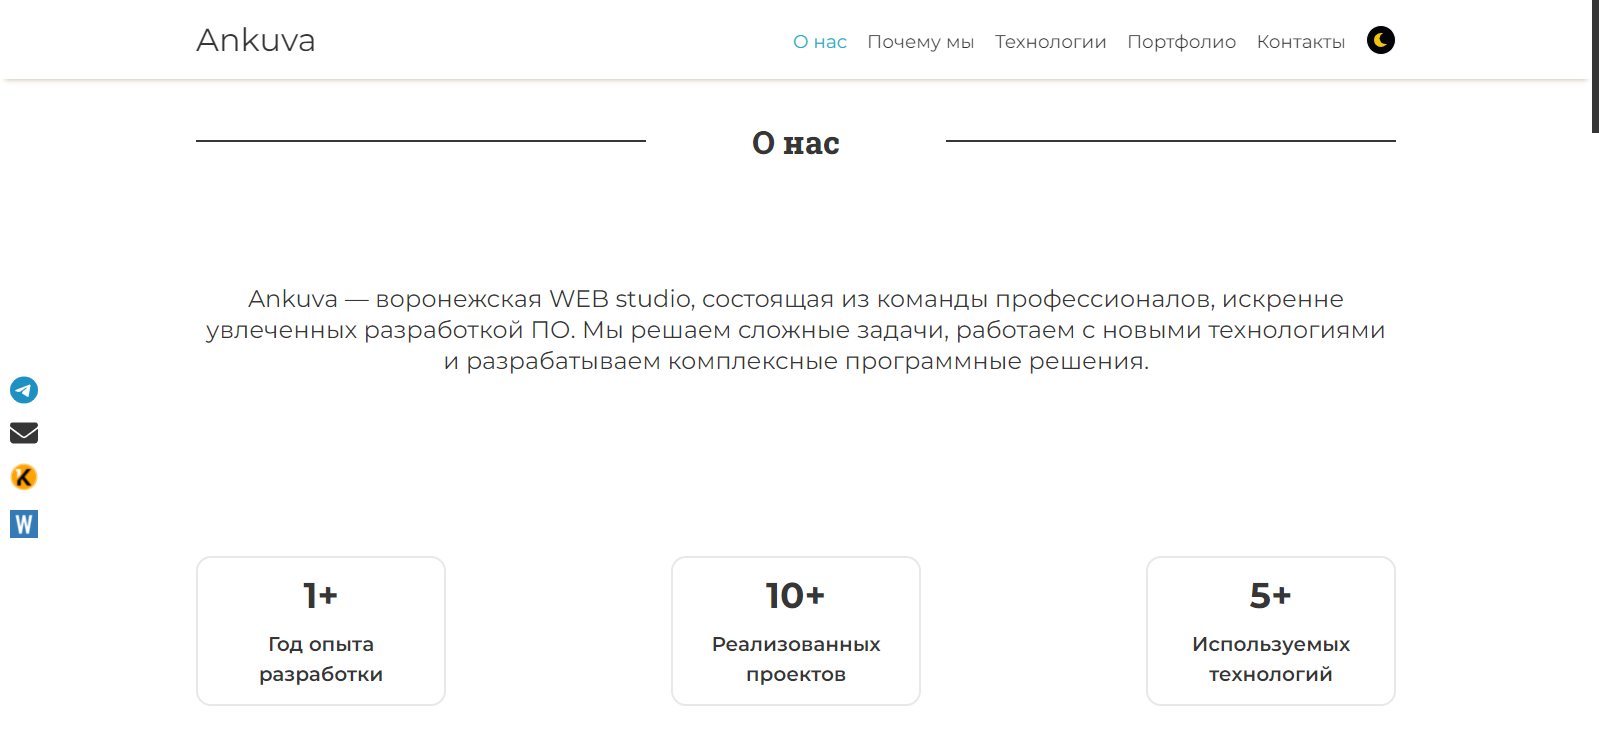 Ankuva
О нас Почему мы Технологии Портфолио Контакты
О нас
Ankuva — воронежская WEB studio, состоящая из команды профессионалов, искренне
увлеченных разработкой ПО. Мы решаем сложные задачи, работаем с новыми технологиями
и разрабатываем комплексные программные решения.
K
W
1+
Год опыта
разработки
10+
Реализованных
проектов
5+
Используемых
технологий